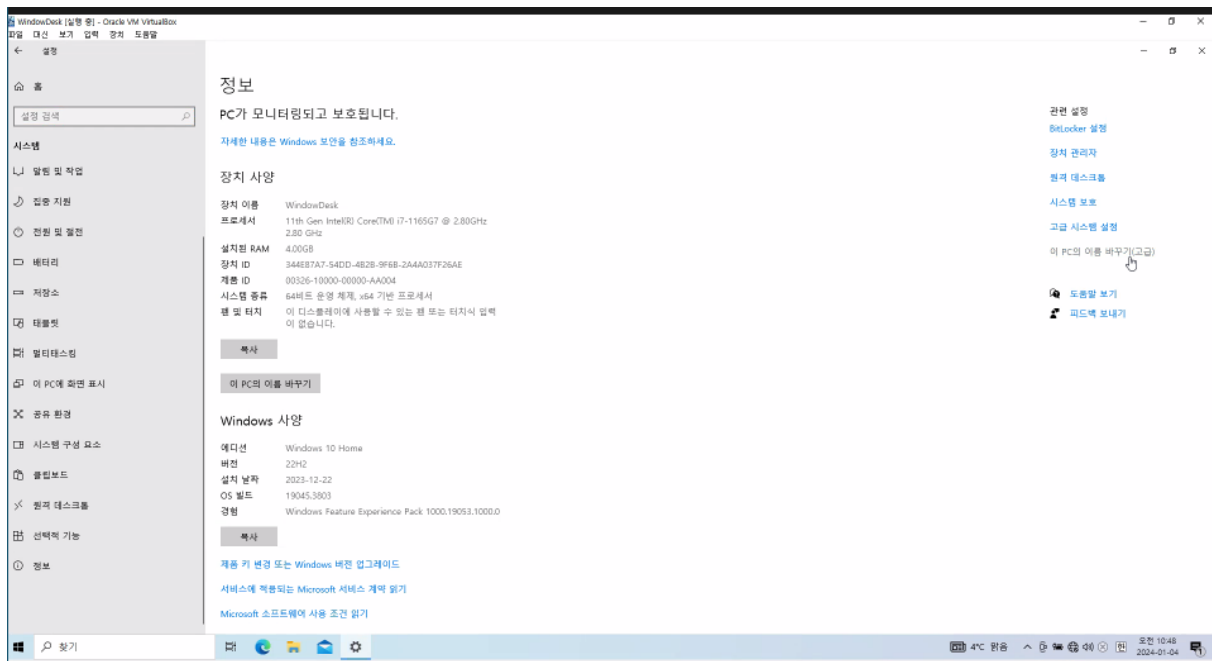 WindowDesk [실행 중] - Oracle VM VirtualBox
파일 머신 보기 입력 장치 도움말
설정
홈
설정 검색
시스템
알림 및 작업
집중 지원
전원 및 절전
배터리
저장소
태블릿
멀티태스킹
이 PC에 화면 표시
공유 환경
시스템 구성 요소
클립보드
원격 데스크톱
선택적 기능
정보
정보
PC가 모니터링되고 보호됩니다.
자세한 내용은 Windows 보안을 참조하세요.
장치 사양
장치 이름 WindowDesk
프로세서 11th Gen Intel(R) Core(TM) i7-1165G7 @ 2.80GHz
2.80 GHz
설치된 RAM 4.00GB
장치 ID 344E87A7-54DD-4B2B-9F6B-2A4A037F26AE
제품 ID 00326-10000-00000-AA004
시스템 종류 64비트 운영 체제, x64 기반 프로세서
펜 및 터치 이 디스플레이에 사용할 수 있는 펜 또는 터치식 입력
이 없습니다.
복사
이 PC의 이름 바꾸기
Windows 사양
에디션 Windows 10 Home
버전 22H2
설치 날짜 2023-12-22
OS 빌드 19045.3803
경험 Windows Feature Experience Pack 1000.19053.1000.0
복사
제품 키 변경 또는 Windows 버전 업그레이드
서비스에 적용되는 Microsoft 서비스 계약 읽기
Microsoft 소프트웨어 사용 조건 읽기
관련 설정
BitLocker 설정
장치 관리자
원격 데스크톱
시스템 보호
고급 시스템 설정
이 PC의 이름 바꾸기(고급)
도움말 보기
피드백 보내기
찾기
4°C 맑음
한
오전 10:48
2024-01-04